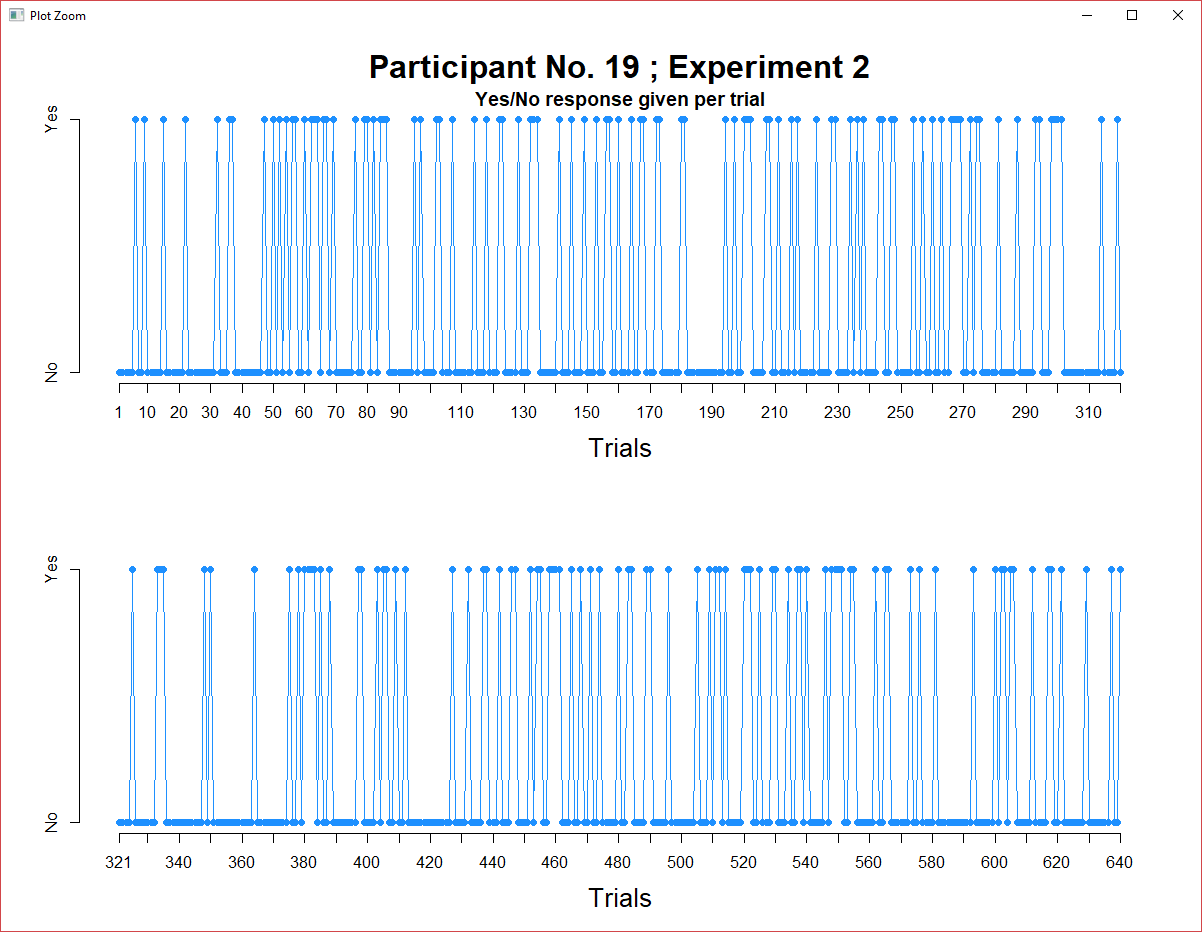 Plot Zoom
Participant No. 19 ; Experiment 2
Yes/No response given per trial
Yes
No
1 10 20 30 40 50 60 70 80 90 110 130 150 170 190 210 230 250 270 290 310
Trials
Yes
No
321 340 360 380 400 420 440 460 480 500 520 540 560 580 600 620 640
Trials